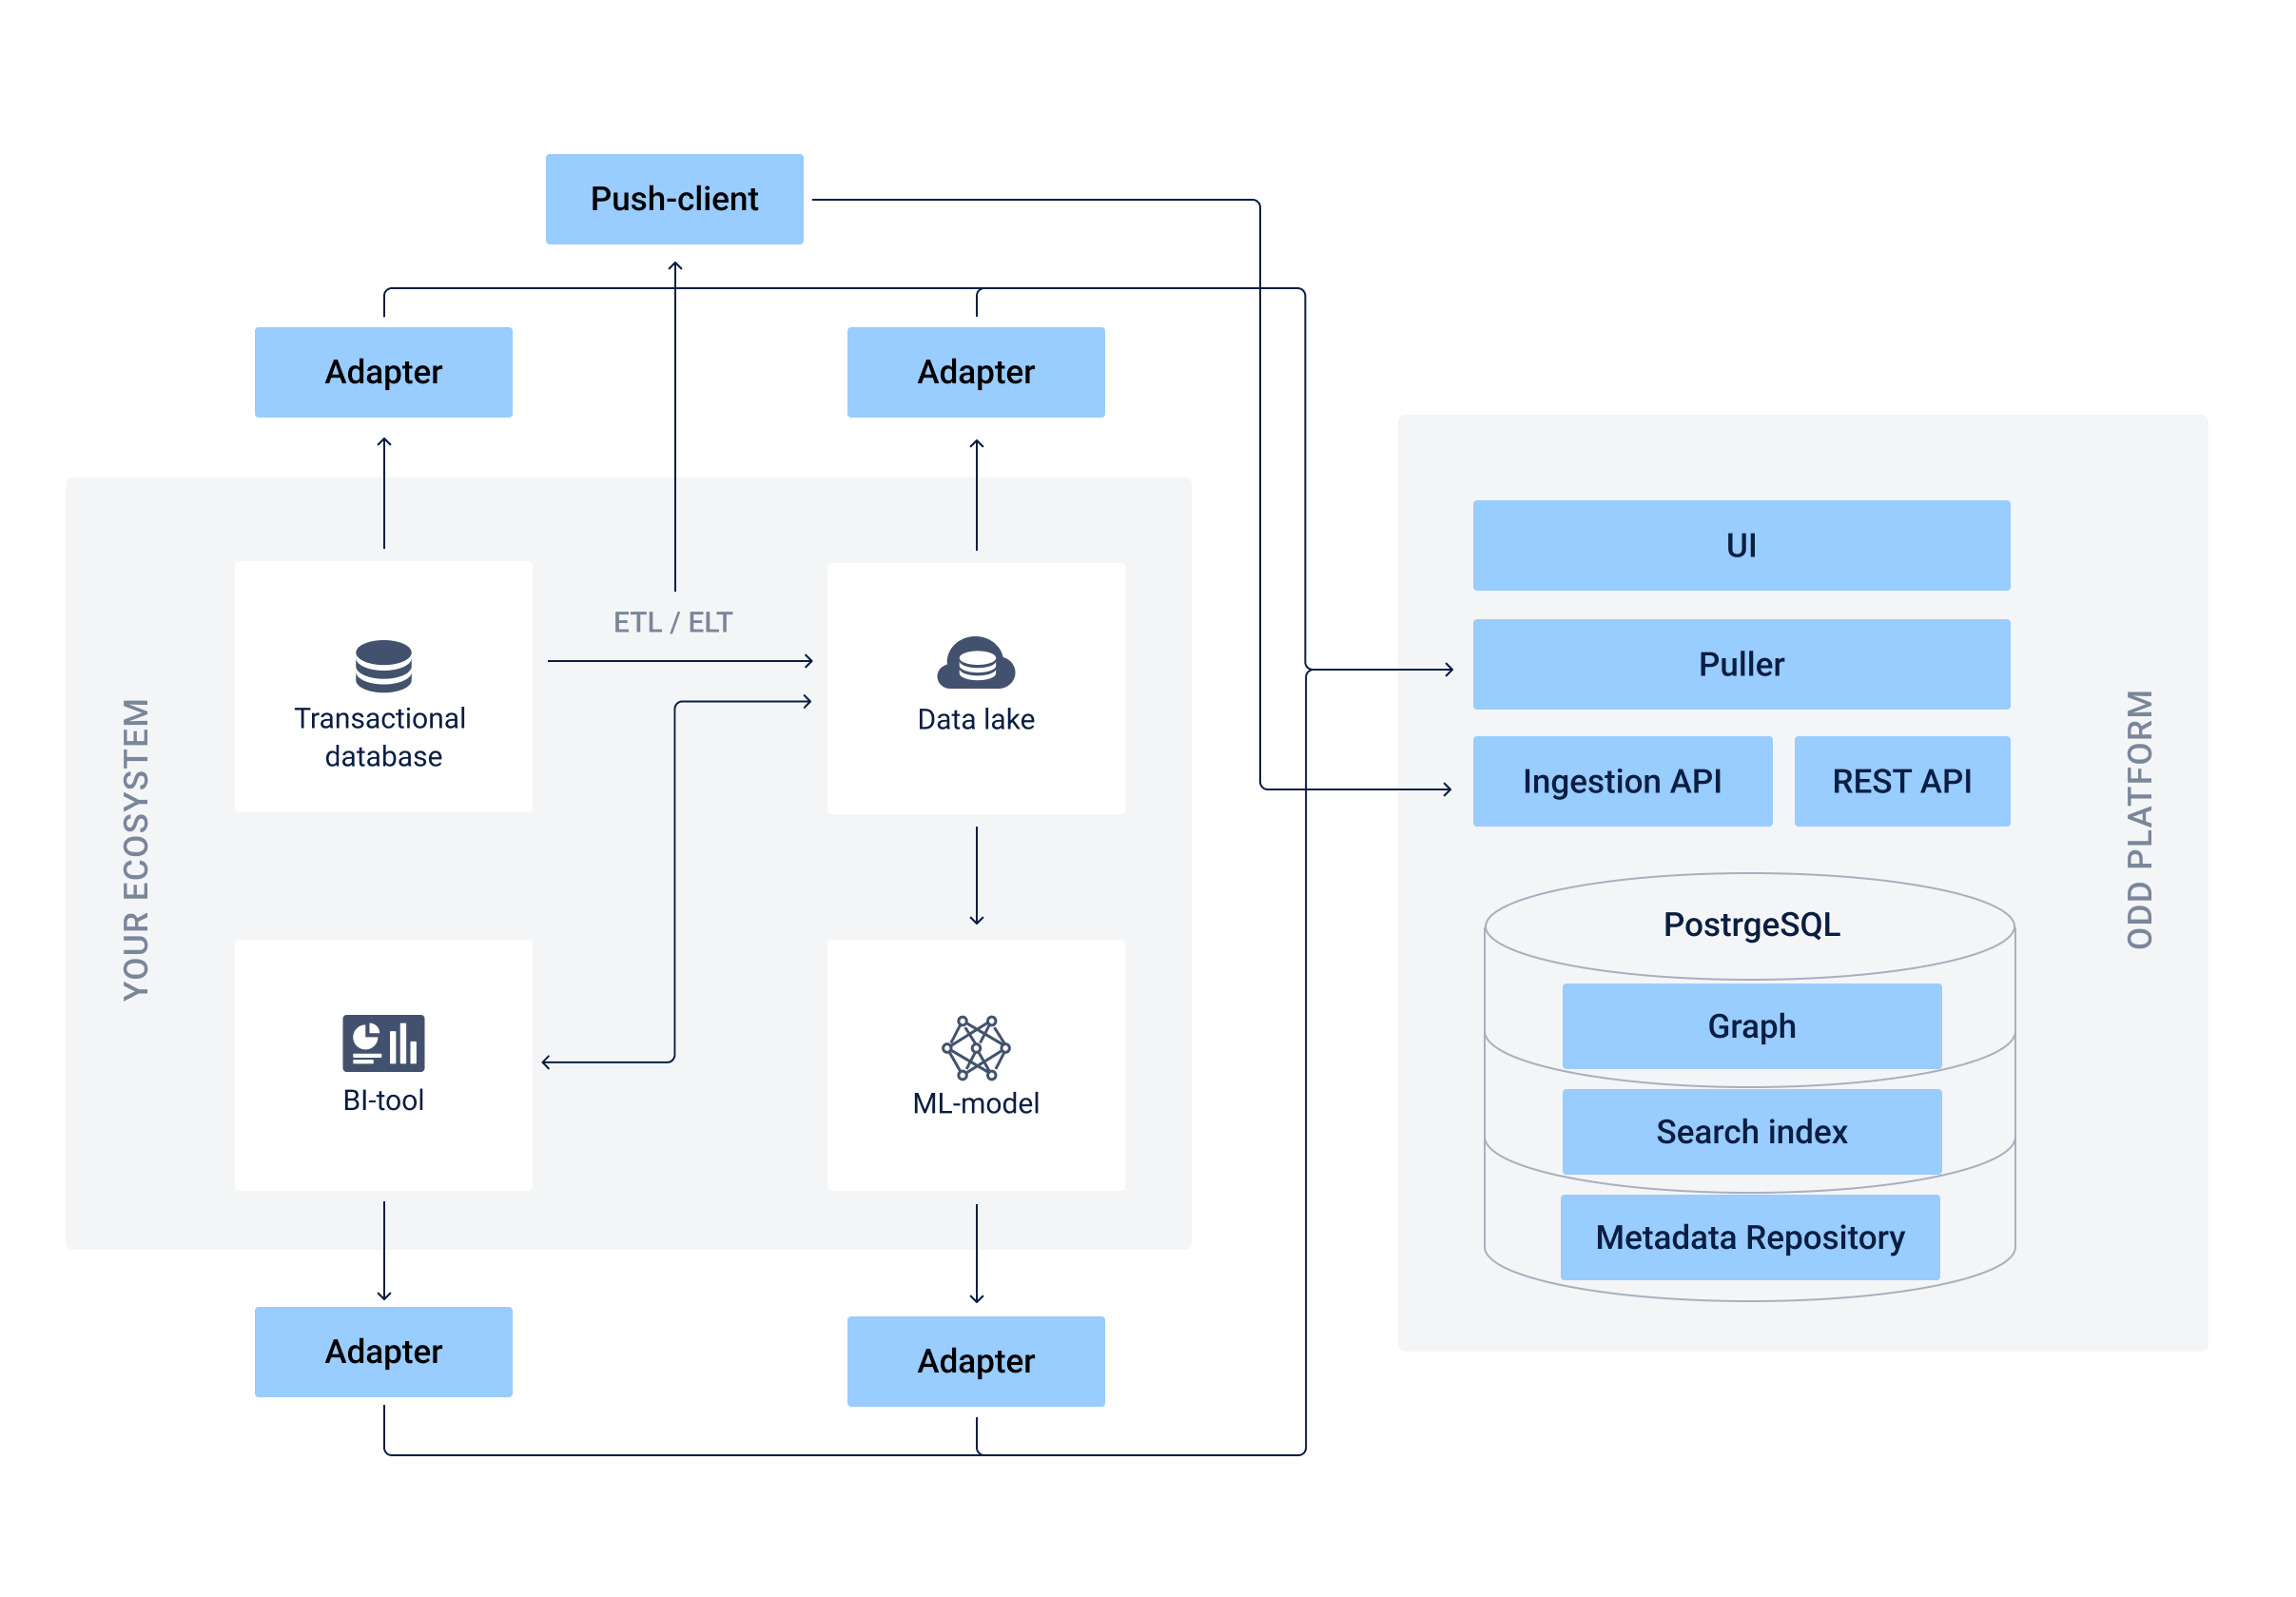 Push-client
Adapter
Adapter
YOUR ECOSYSTEM
ETL / ELT
Transactional
database
Data lake
BI-tool
ML-model
Adapter
Adapter
ODD PLATFORM
UI
Puller
Ingestion API
REST API
PostrgeSQL
Graph
Search index
Metadata Repository